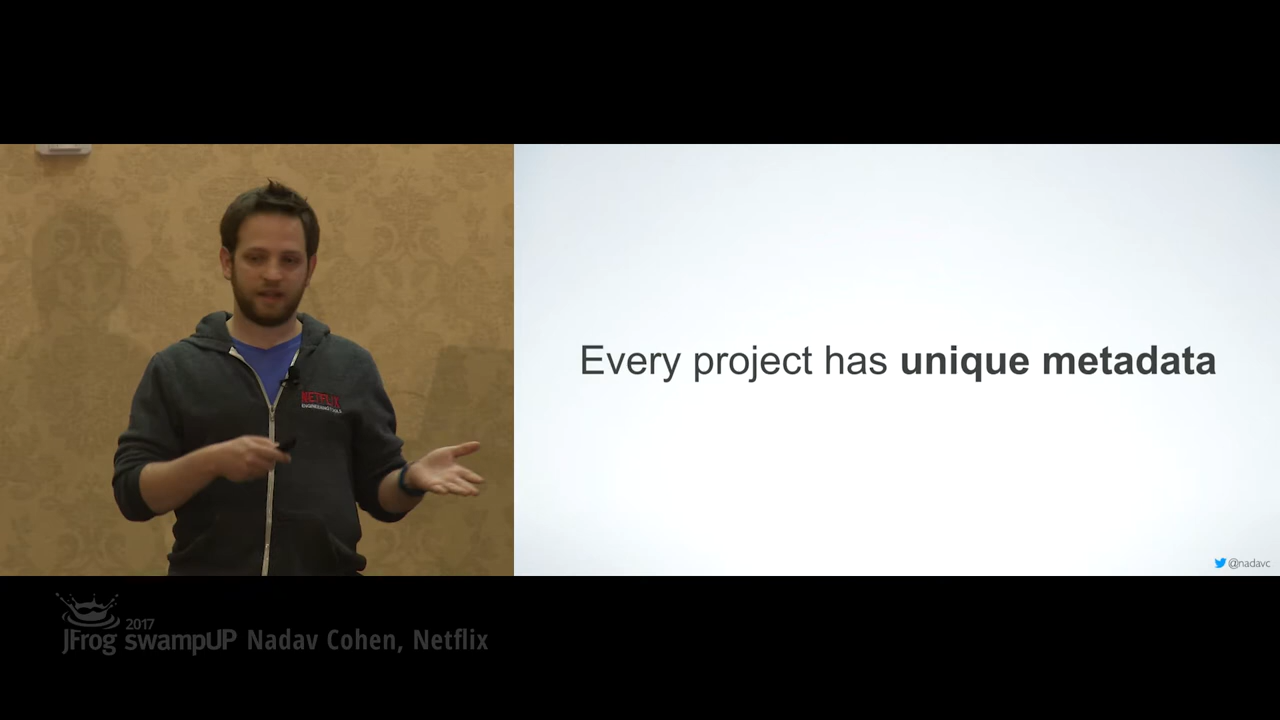 NETFLIX
Every project has unique metadata
@nadavc
2017
JFrog swampUP Nadav Cohen, Netflix